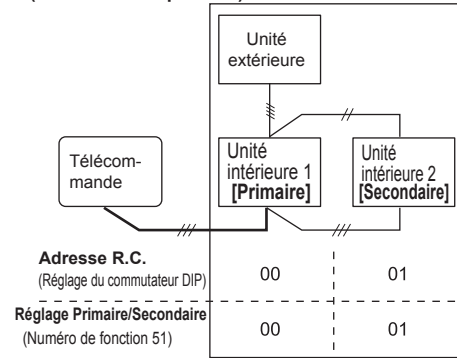 Unité
extérieure
Télécom-
mande
Unité
intérieure 1
[Primaire]
Unité
intérieure 2
[Secondaire]
Adresse R.C.
(Réglage du commutateur DIP)
00
01
Réglage Primaire/Secondaire
(Numéro de fonction 51)
00
01